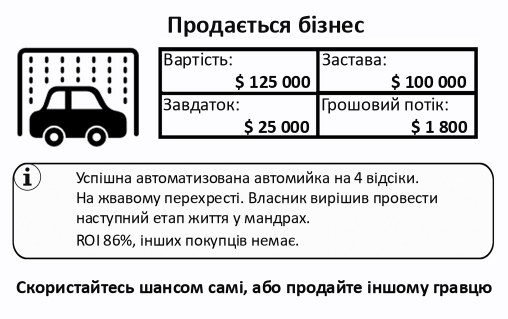 Продається бізнес
Вартість:
$ 125 000
Застава:
$ 100 000
Завдаток:
$ 25 000
Грошовий потік:
$ 1 800
i
Успішна автоматизована автомийка на 4 відсіки.
На жвавому перехресті. Власник вирішив провести
наступний етап життя у мандрах.
ROI 86%, інших покупців немає.
Скористайтесь шансом самі, або продайте іншому гравцю